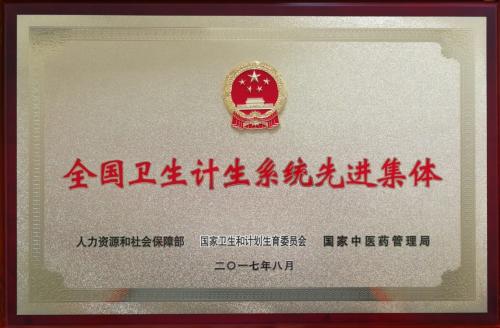 全国卫生计生系统先进集体
人力资源和社会保障部 国家卫生和计划生育委员会 国家中医药管理局
二〇一七年八月